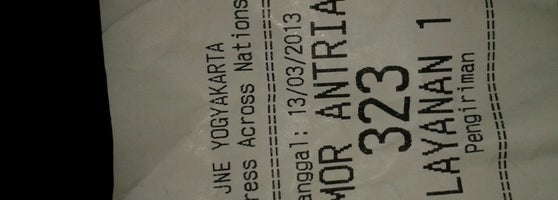 JNE YOGYAKARTA
ress Across Nations
anggal: 13/03/2013
MOR ANTRIA
323
LAYANAN 1
Pengiriman